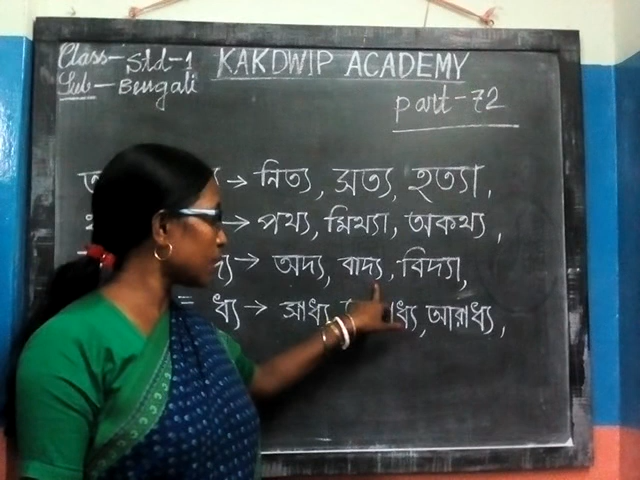 Class - Std-1 KAKDWIP ACADEMY
Sub - Bengali
part-72
→ নিত্য, সত্য, হত্যা,
→ পথ্য, মিথ্যা, অকথ্য,
→ অদ্য, বাদ্য, বিদ্যা,
= ধ্য → সাধ্য, আরাধ্য,